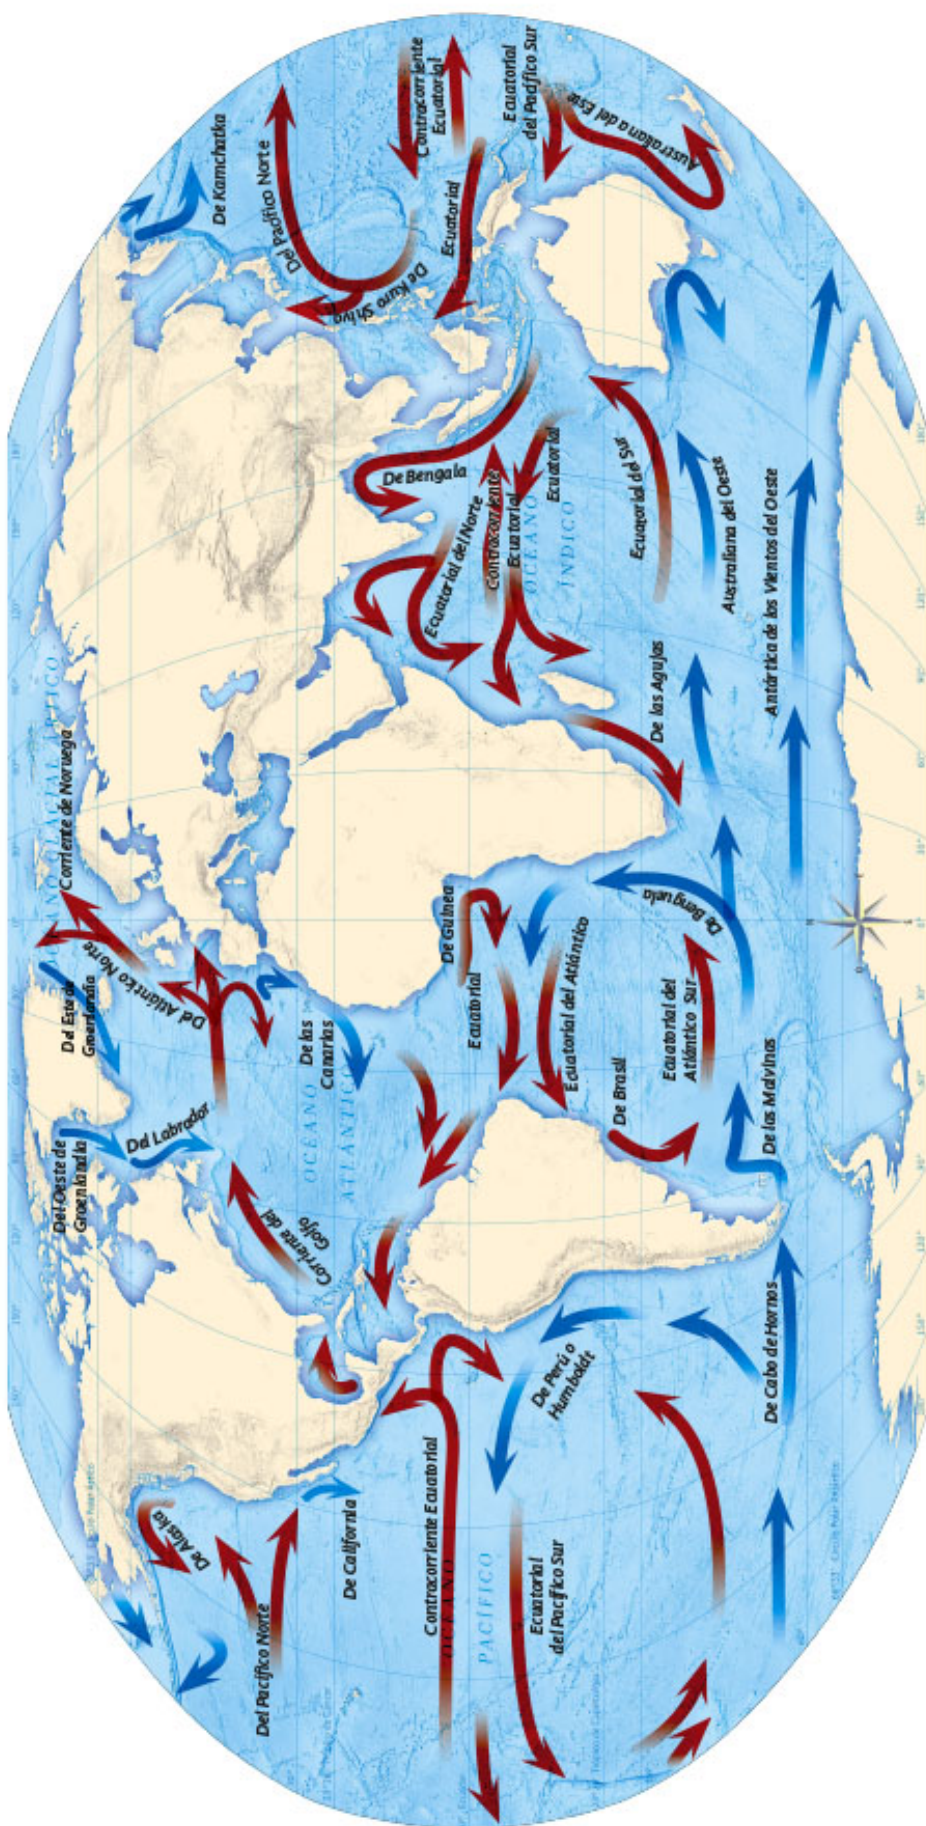 OCÉANO GLACIAL ÁRTICO
Corriente de Noruega
Del Este de
Groenlandia
Del Oeste de
Groenlandia
Del Atlántico Norte
Del Labrador
De Alaska
De Kamchatka
Del Pacífico Norte
Del Pacífico Norte
Corriente del
Golfo
De las
Canarias
OCÉANO
ATLÁNTICO
De California
De Kuro Shivo
De Bengala
Contracorriente
Ecuatorial
Ecuatorial
Contracorriente Ecuatorial
OCÉANO
PACÍFICO
De Guinea
Ecuatorial
Ecuatorial del Norte
Contracorriente
Ecuatorial
OCÉANO
ÍNDICO
Ecuatorial
Ecuatorial
del Pacífico Sur
Ecuatorial
del Pacífico Sur
De Perú o
Humboldt
Ecuatorial del Atlántico
De Brasil
Ecuatorial del
Atlántico Sur
De Benguela
De las Agujas
Ecuatorial del Sur
Australiana del Oeste
Australiana del Este
De Cabo de Hornos
De las Malvinas
Antártica de los Vientos del Oeste